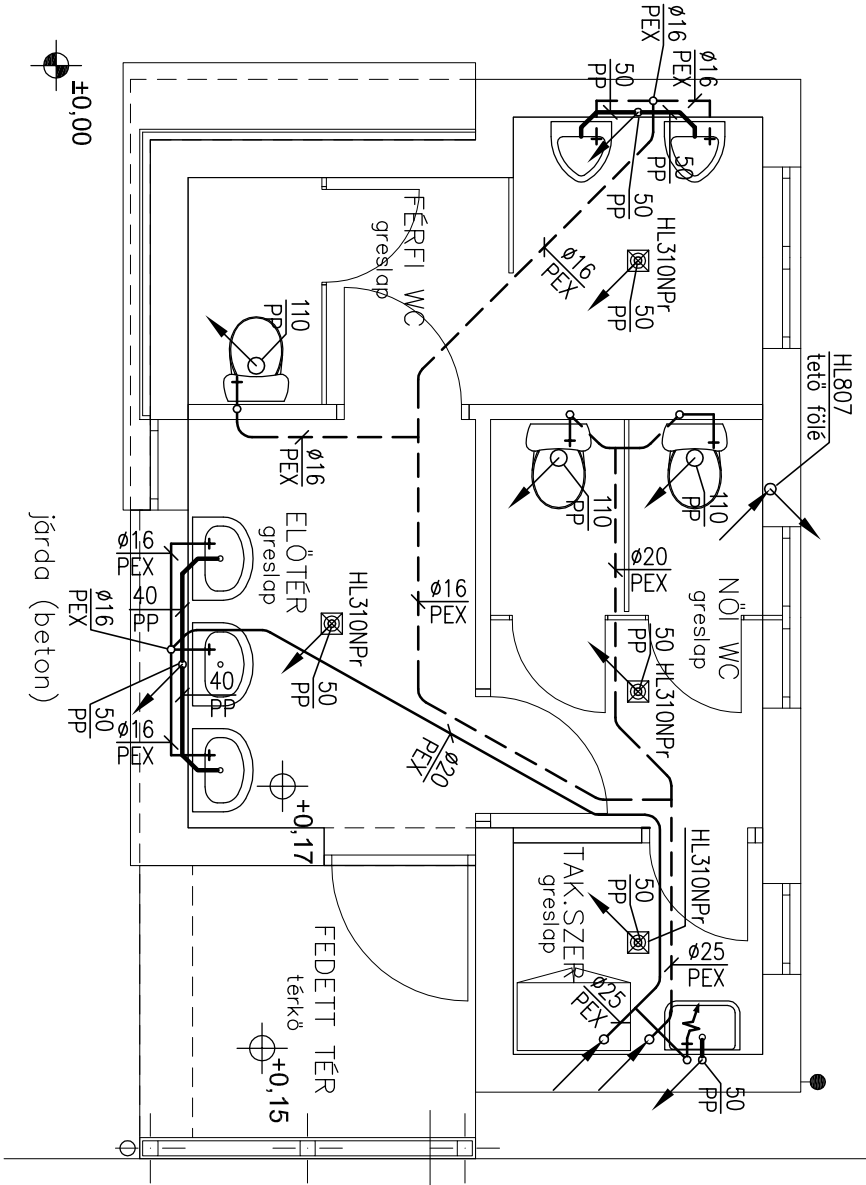 ø16
PEX
ø16
PEX
50
PP
50
PP
50
PP
HL310NPr
50
PP
ø16
PEX
FÉRFI WC
greslap
110
PP
±0,00
HL807
tető fölé
110
PP
110
PP
ø16
PEX
ø20
PEX
NŐI WC
greslap
ø16
PEX
ELŐTÉR
greslap
HL310NPr
50
PP
50
PP
HL310NPr
ø16
PEX
40
PP
ø16
PEX
40
PP
50
PP
ø16
PEX
járda (beton)
ø20
PEX
+0,17
HL310NPr
50
PP
TAK.SZER
greslap
ø25
PEX
ø25
PEX
50
PP
FEDETT TÉR
térkő
+0,15